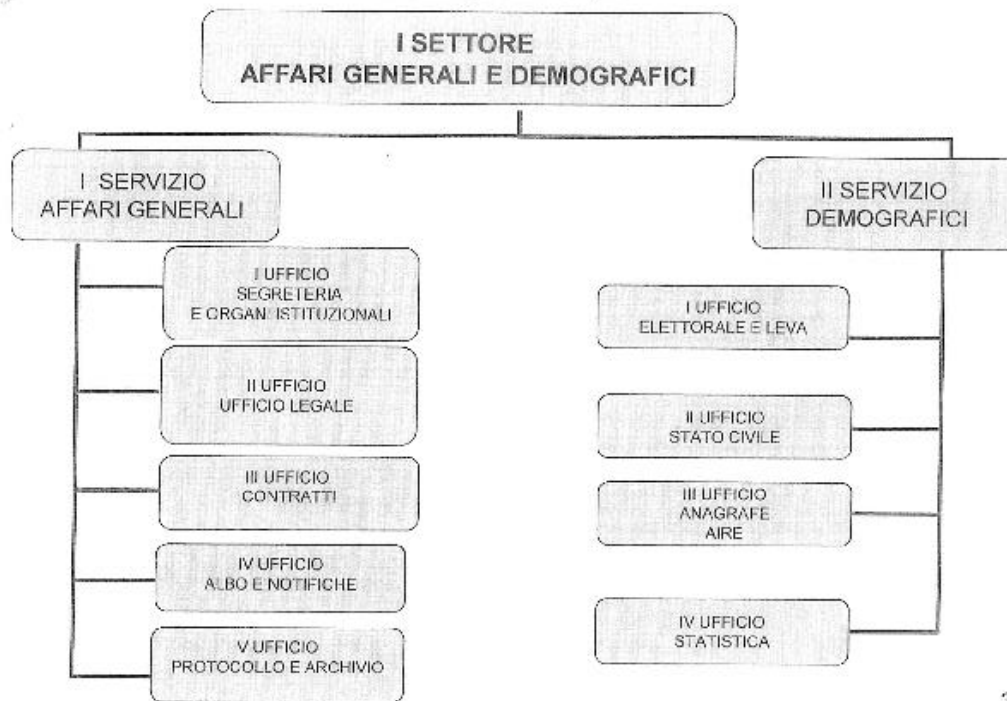 I SETTORE
AFFARI GENERALI E DEMOGRAFICI
I SERVIZIO
AFFARI GENERALI
I UFFICIO
SEGRETERIA
E ORGANI ISTITUZIONALI
II UFFICIO
UFFICIO LEGALE
III UFFICIO
CONTRATTI
IV UFFICIO
ALBO E NOTIFICHE
V UFFICIO
PROTOCOLLO E ARCHIVIO
II SERVIZIO
DEMOGRAFICI
I UFFICIO
ELETTORALE E LEVA
II UFFICIO
STATO CIVILE
III UFFICIO
ANAGRAFE
AIRE
IV UFFICIO
STATISTICA